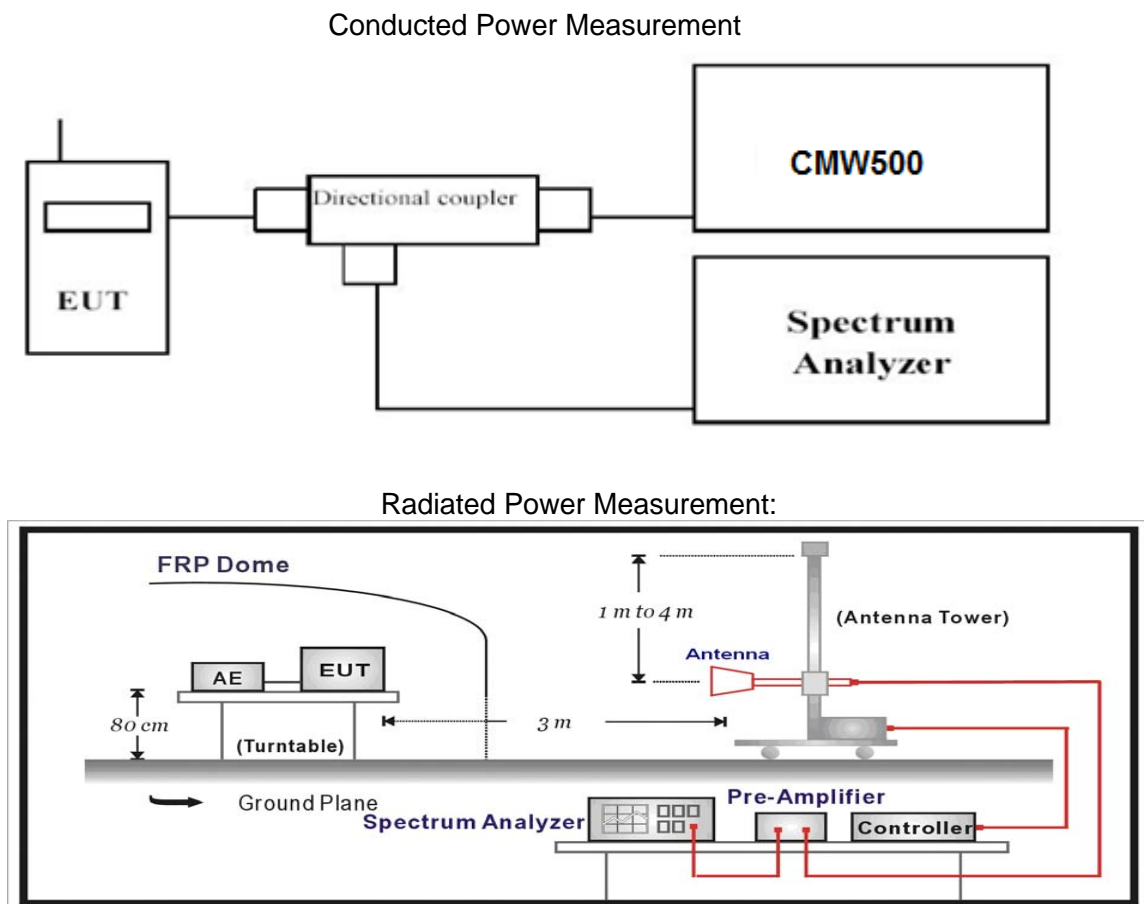 Conducted Power Measurement
CMW500
Directional coupler
EUT
Spectrum
Analyzer
Radiated Power Measurement:
FRP Dome
1 m to 4 m
(Antenna Tower)
Antenna
AE
EUT
80 cm
3 m
(Turntable)
Ground Plane
Pre-Amplifier
Spectrum Analyzer
Controller